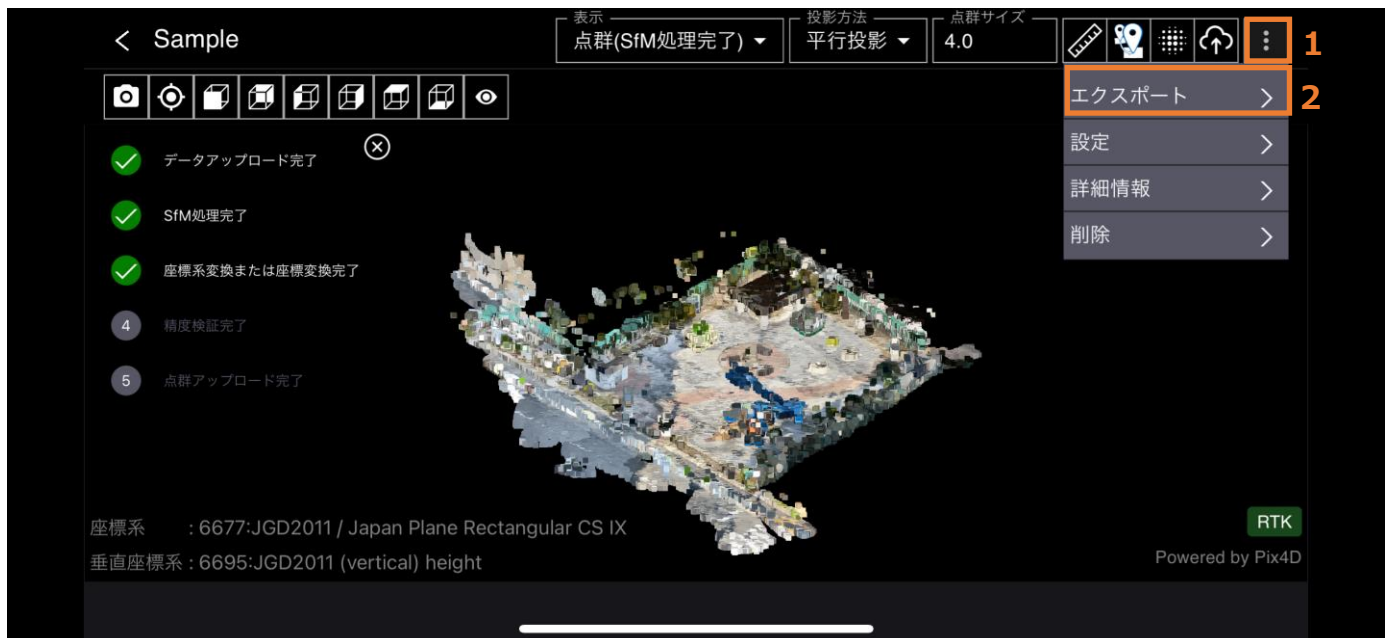 表示
投影方法
点群サイズ
Sample
点群(SfM処理完了)
平行投影
4.0
1
エクスポート
2
設定
詳細情報
削除
データアップロード完了
SfM処理完了
座標系変換または座標変換完了
4 精度検証完了
5 点群アップロード完了
座標系 : 6677:JGD2011 / Japan Plane Rectangular CS IX
RTK
垂直座標系 : 6695:JGD2011 (vertical) height
Powered by Pix4D